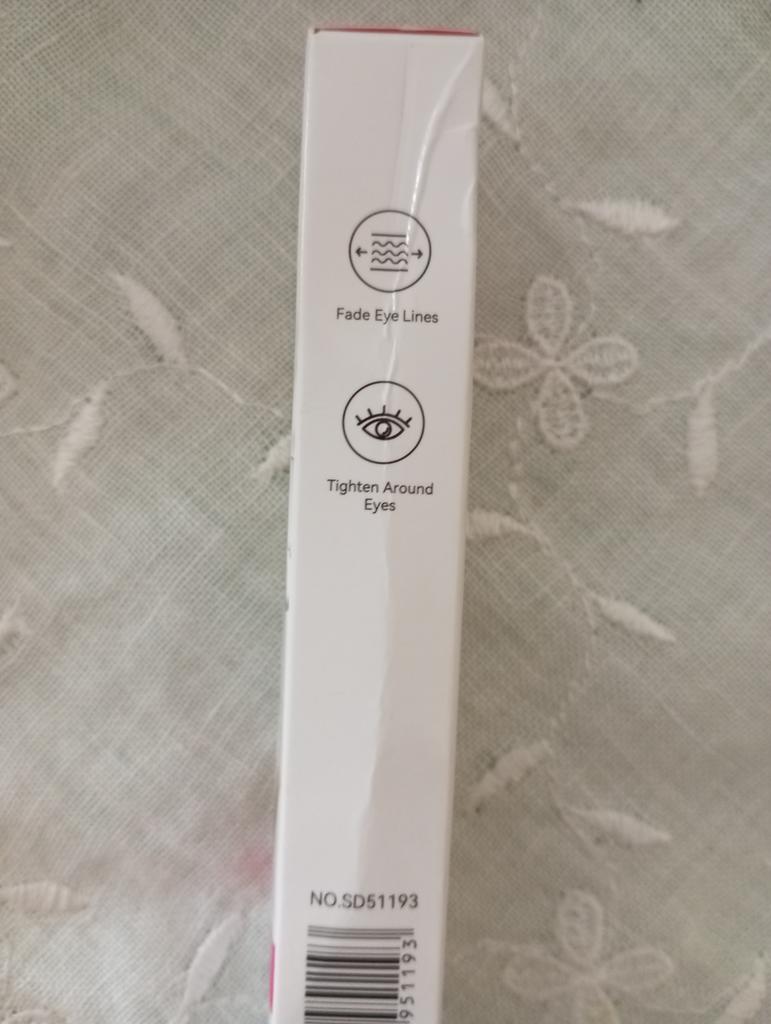 Fade Eye Lines
Tighten Around
Eyes
NO.SD51193
951193